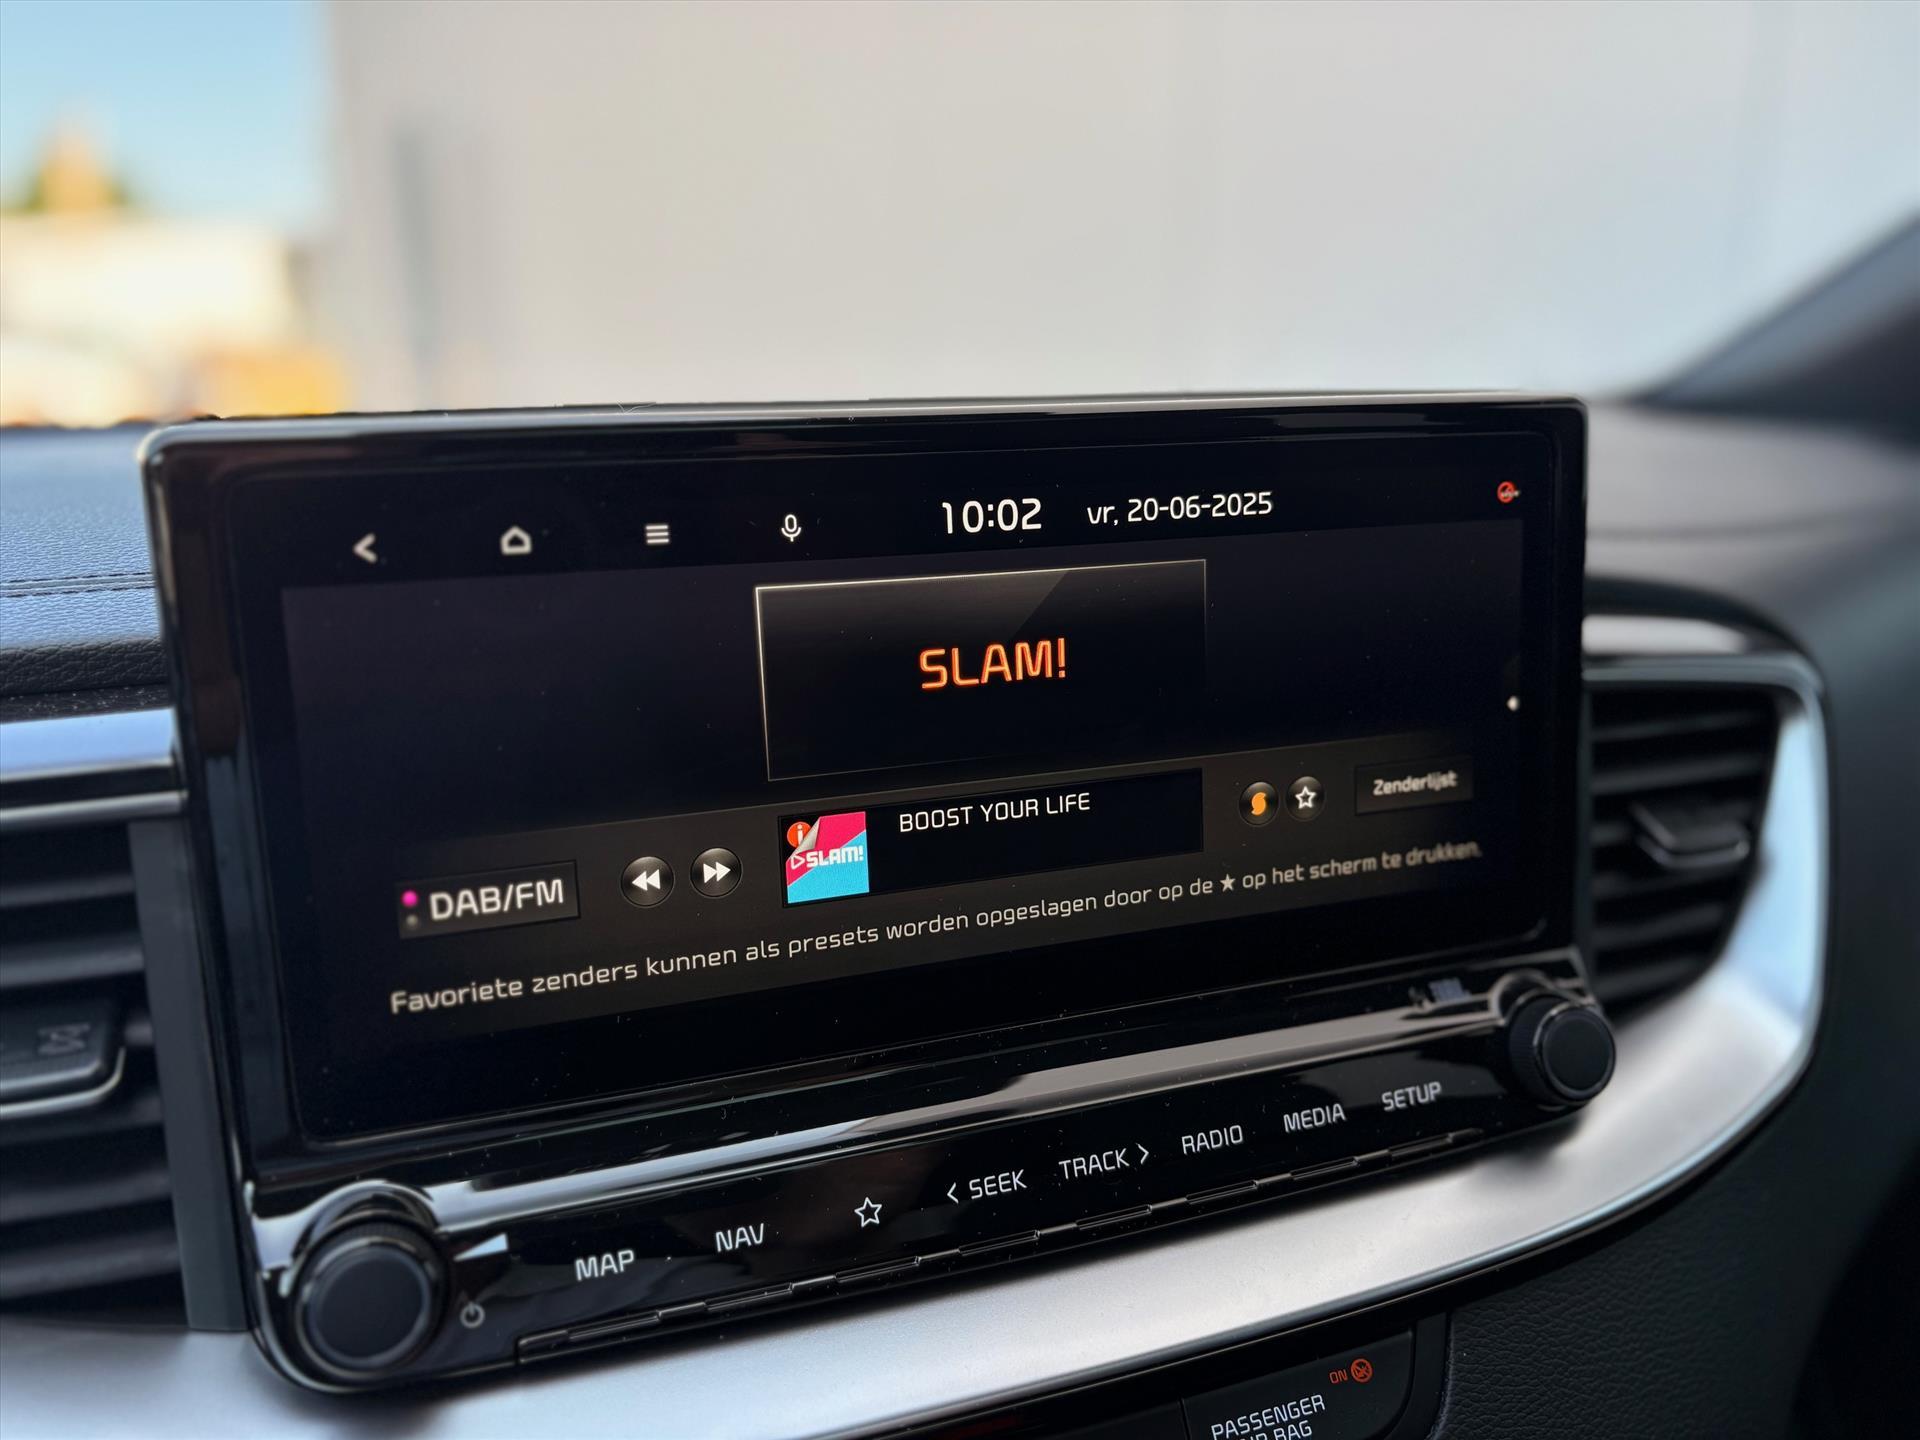 10:02 vr, 20-06-2025
SLAM!
BOOST YOUR LIFE
i
SLAM!
Zenderlijst
DAB/FM
Favoriete zenders kunnen als presets worden opgeslagen door op de ★ op het scherm te drukken.
MAP NAV ☆ < SEEK TRACK > RADIO MEDIA SETUP
ON
PASSENGER
BAG